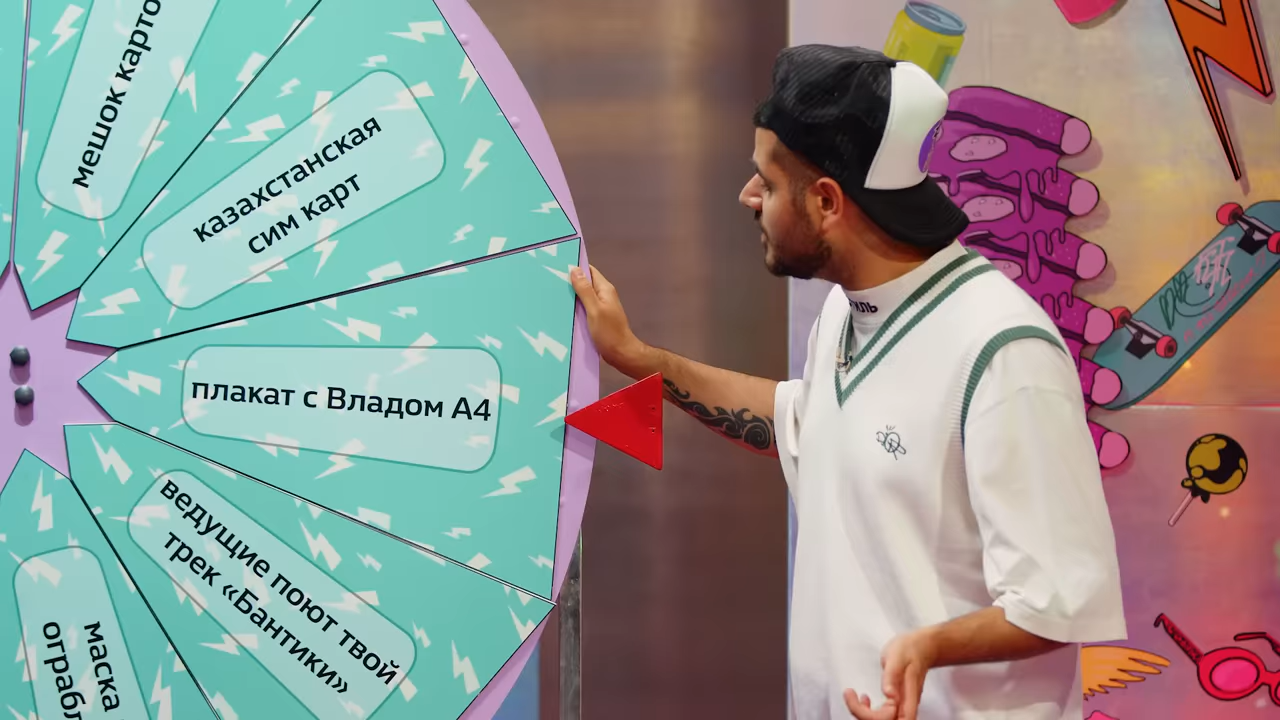 мешок карто
казахстанская
сим карт
плакат с Владом А4
ведущие поют твой
трек «Бантики»
маска
ограбл